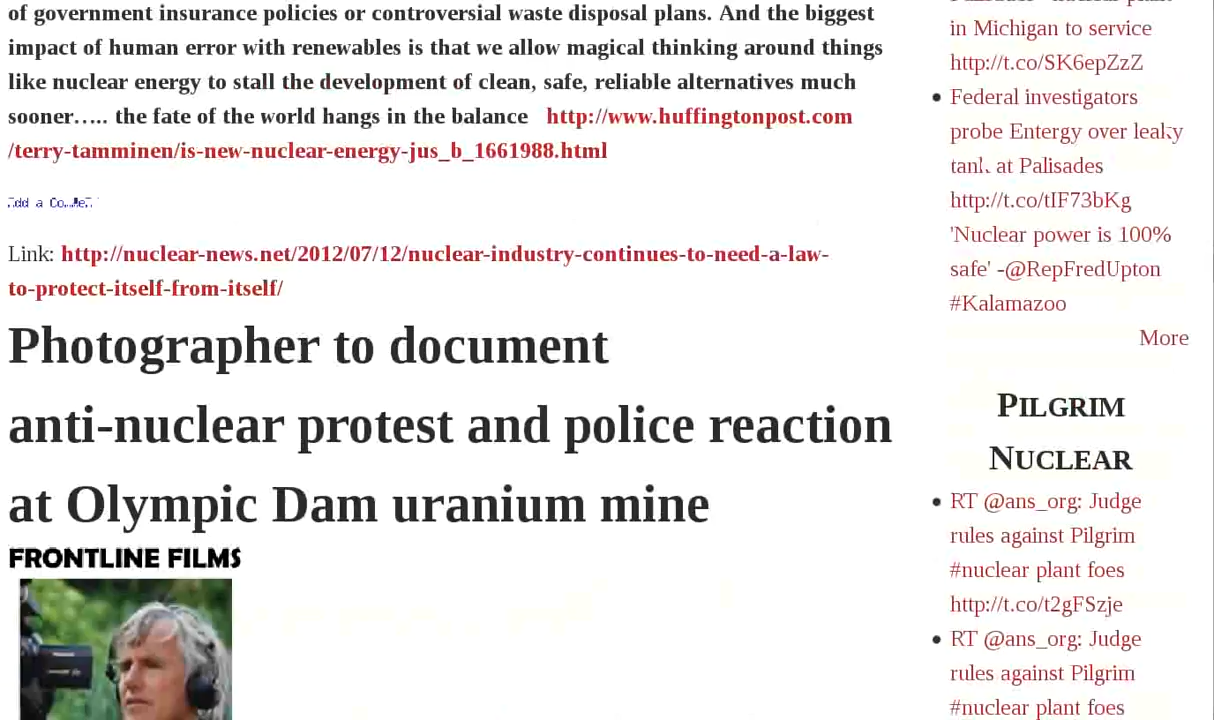 of government insurance policies or controversial waste disposal plans. And the biggest
impact of human error with renewables is that we allow magical thinking around things
like nuclear energy to stall the development of clean, safe, reliable alternatives much
sooner….. the fate of the world hangs in the balance http://www.huffingtonpost.com
/terry-tamminen/is-new-nuclear-energy-jus_b_1661988.html
Link: http://nuclear-news.net/2012/07/12/nuclear-industry-continues-to-need-a-law-
to-protect-itself-from-itself/
Photographer to document
anti-nuclear protest and police reaction
at Olympic Dam uranium mine
FRONTLINE FILMS
in Michigan to service
http://t.co/SK6epZzZ
Federal investigators
probe Entergy over leaky
tank at Palisades
http://t.co/tIF73bKg
'Nuclear power is 100%
safe' -@RepFredUpton
#Kalamazoo
More
PILGRIM
NUCLEAR
RT @ans_org: Judge
rules against Pilgrim
#nuclear plant foes
http://t.co/t2gFSzje
RT @ans_org: Judge
rules against Pilgrim
#nuclear plant foes